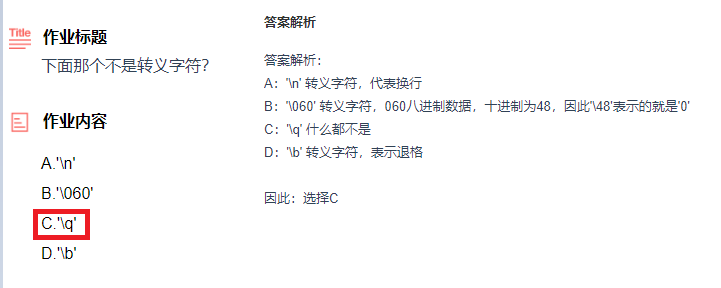 Title
作业标题
下面那个不是转义字符？
作业内容
A.'\n'
B.'\060'
C.'\q'
D.'\b'
答案解析
答案解析：
A：'\n' 转义字符，代表换行
B：'\060' 转义字符，060八进制数据，十进制为48，因此'\48'表示的就是'0'
C：'\q' 什么都不是
D：'\b' 转义字符，表示退格
因此：选择C